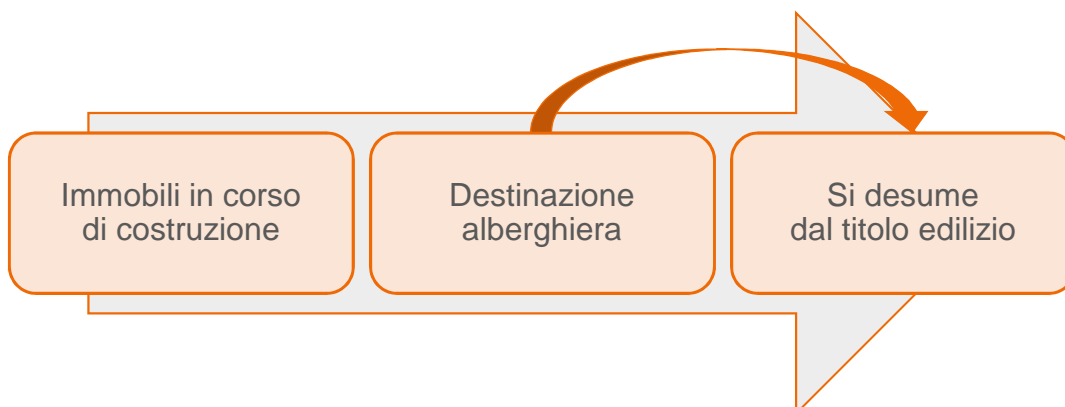 Immobili in corso
di costruzione
Destinazione
alberghiera
Si desume
dal titolo edilizio